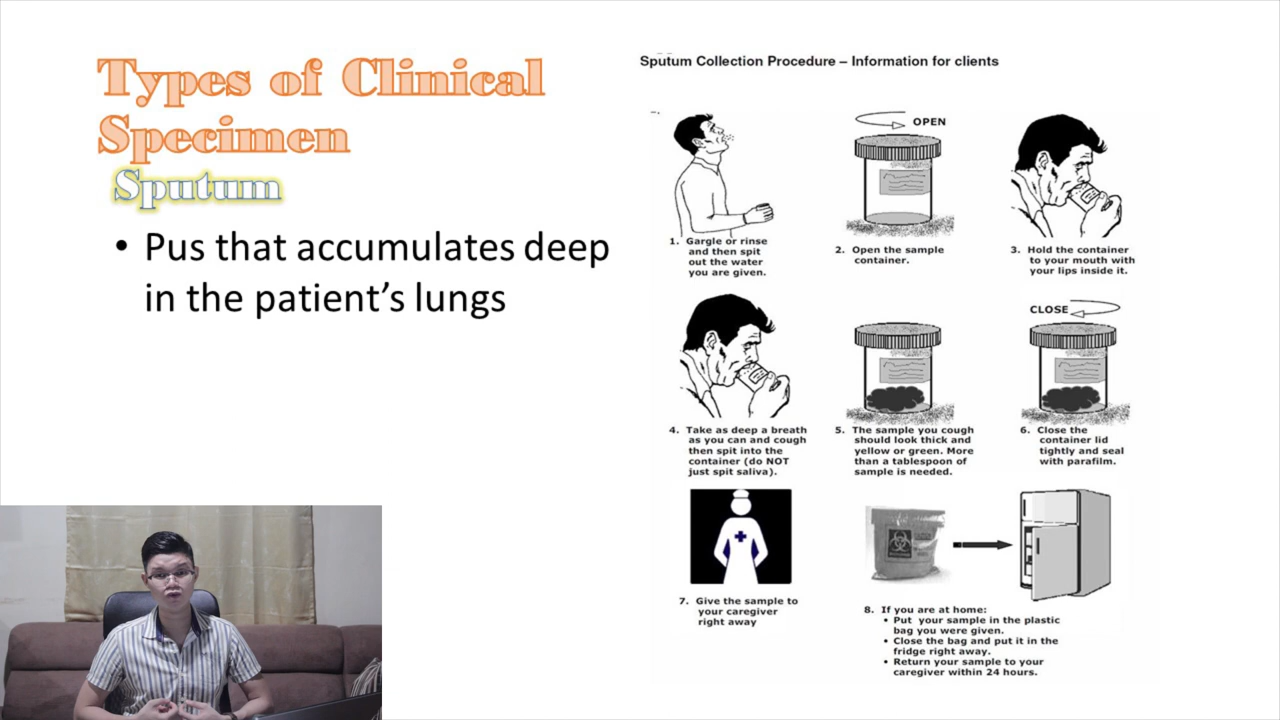 Types of Clinical
Specimen
Sputum
• Pus that accumulates deep
in the patient's lungs
Sputum Collection Procedure – Information for clients
1. Gargle or rinse
and then spit
out the water
you are given.
OPEN
2. Open the sample
container.
3. Hold the container
to your mouth with
your lips inside it.
4. Take as deep a breath
as you can and cough
then spit into the
container (do NOT
just spit saliva).
5. The sample you cough
should look thick and
yellow or green. More
than a tablespoon of
sample is needed.
CLOSE
6. Close the
container lid
tightly and seal
with parafilm.
7. Give the sample to
your caregiver
right away
8. If you are at home:
• Put your sample in the plastic
bag you were given.
• Close the bag and put it in the
fridge right away.
• Return your sample to your
caregiver within 24 hours.